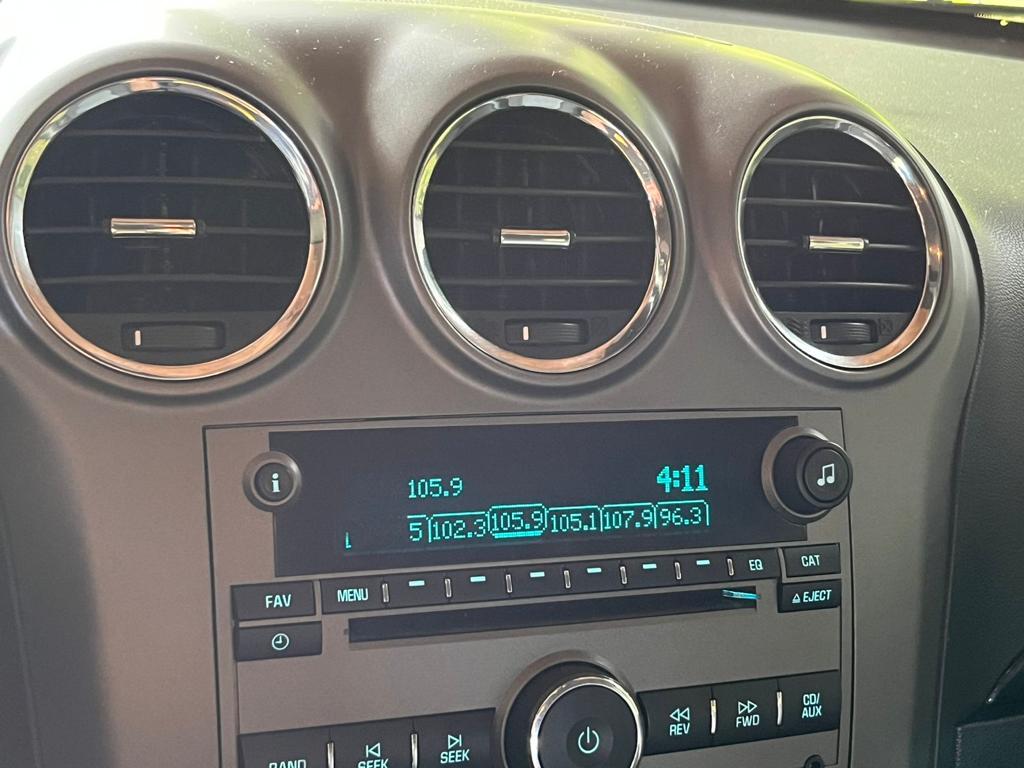 i
105.9 4:11
5 102.3 105.9 105.1 107.9 96.3
FAV MENU EQ CAT
EJECT
REV FWD CD/
AUX
BAND SEEK SEEK